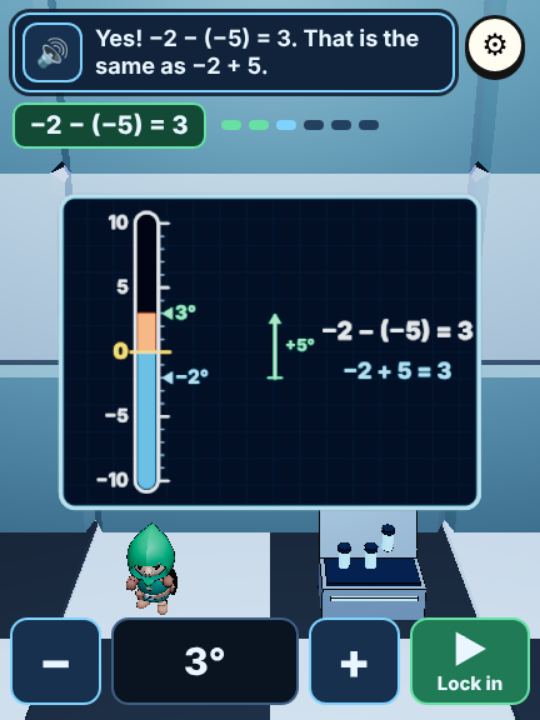 Yes! −2 − (−5) = 3. That is the
same as −2 + 5.
−2 − (−5) = 3
10
5
0
−5
−10
3°
−2°
+5°
−2 − (−5) = 3
−2 + 5 = 3
−
3°
+
Lock in